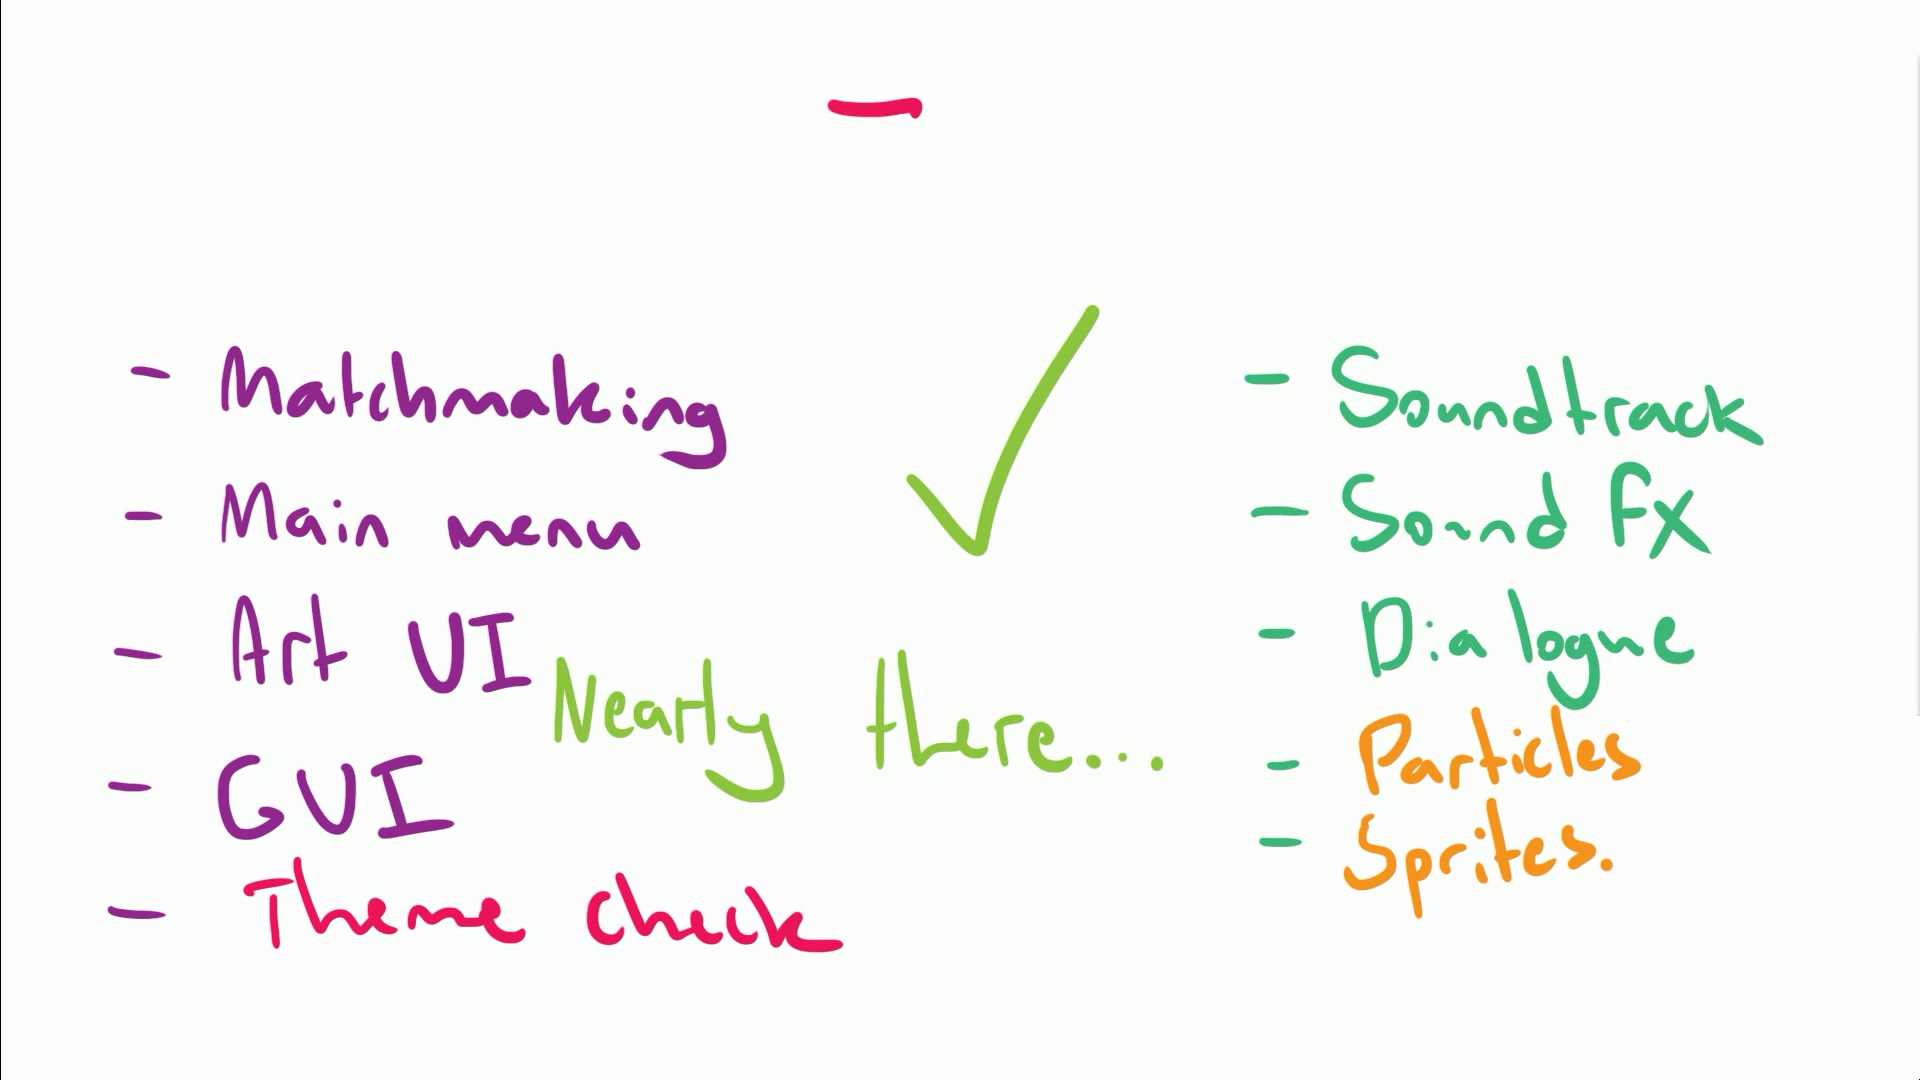 - Matchmaking
- Main menu
- Art UI
- GUI
- Theme check
Nearly there...
- Soundtrack
- Sound FX
- Dialogue
- Particles
- Sprites.